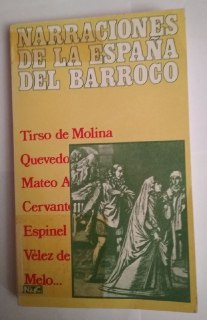 NARRACIONES
DE LA ESPAÑA
DEL BARROCO
Tirso de Molina
Quevedo
Mateo A
Cervante
Espinel
Vélez de
Melo...